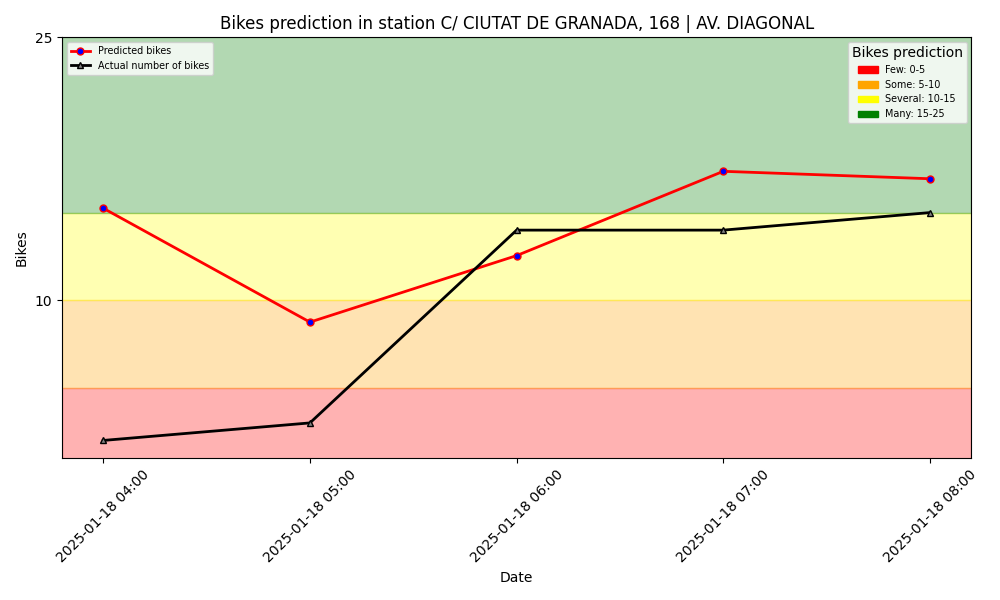 Bikes prediction in station C/ CIUTAT DE GRANADA, 168 | AV. DIAGONAL
25
10
Bikes
Predicted bikes
Actual number of bikes
Bikes prediction
Few: 0-5
Some: 5-10
Several: 10-15
Many: 15-25
2025-01-18 04:00
2025-01-18 05:00
2025-01-18 06:00
2025-01-18 07:00
2025-01-18 08:00
Date